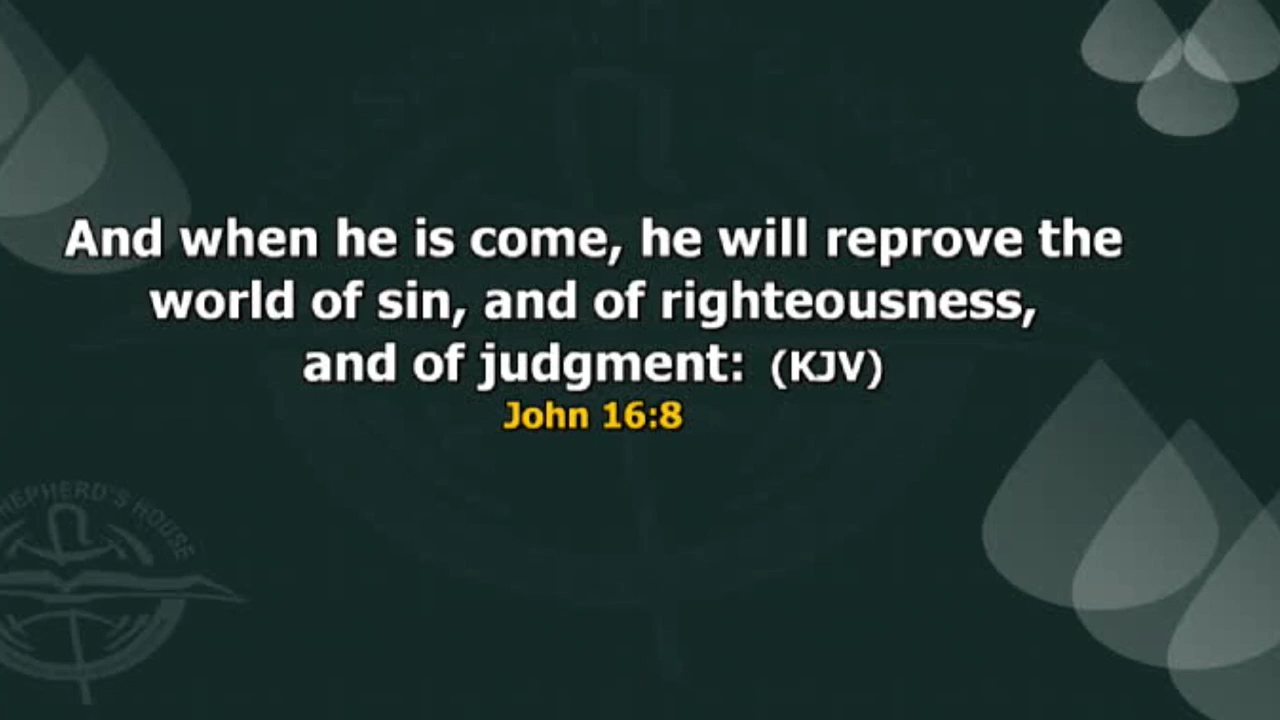 And when he is come, he will reprove the
world of sin, and of righteousness,
and of judgment: (KJV)
John 16:8
SHEPHERD'S HOUSE